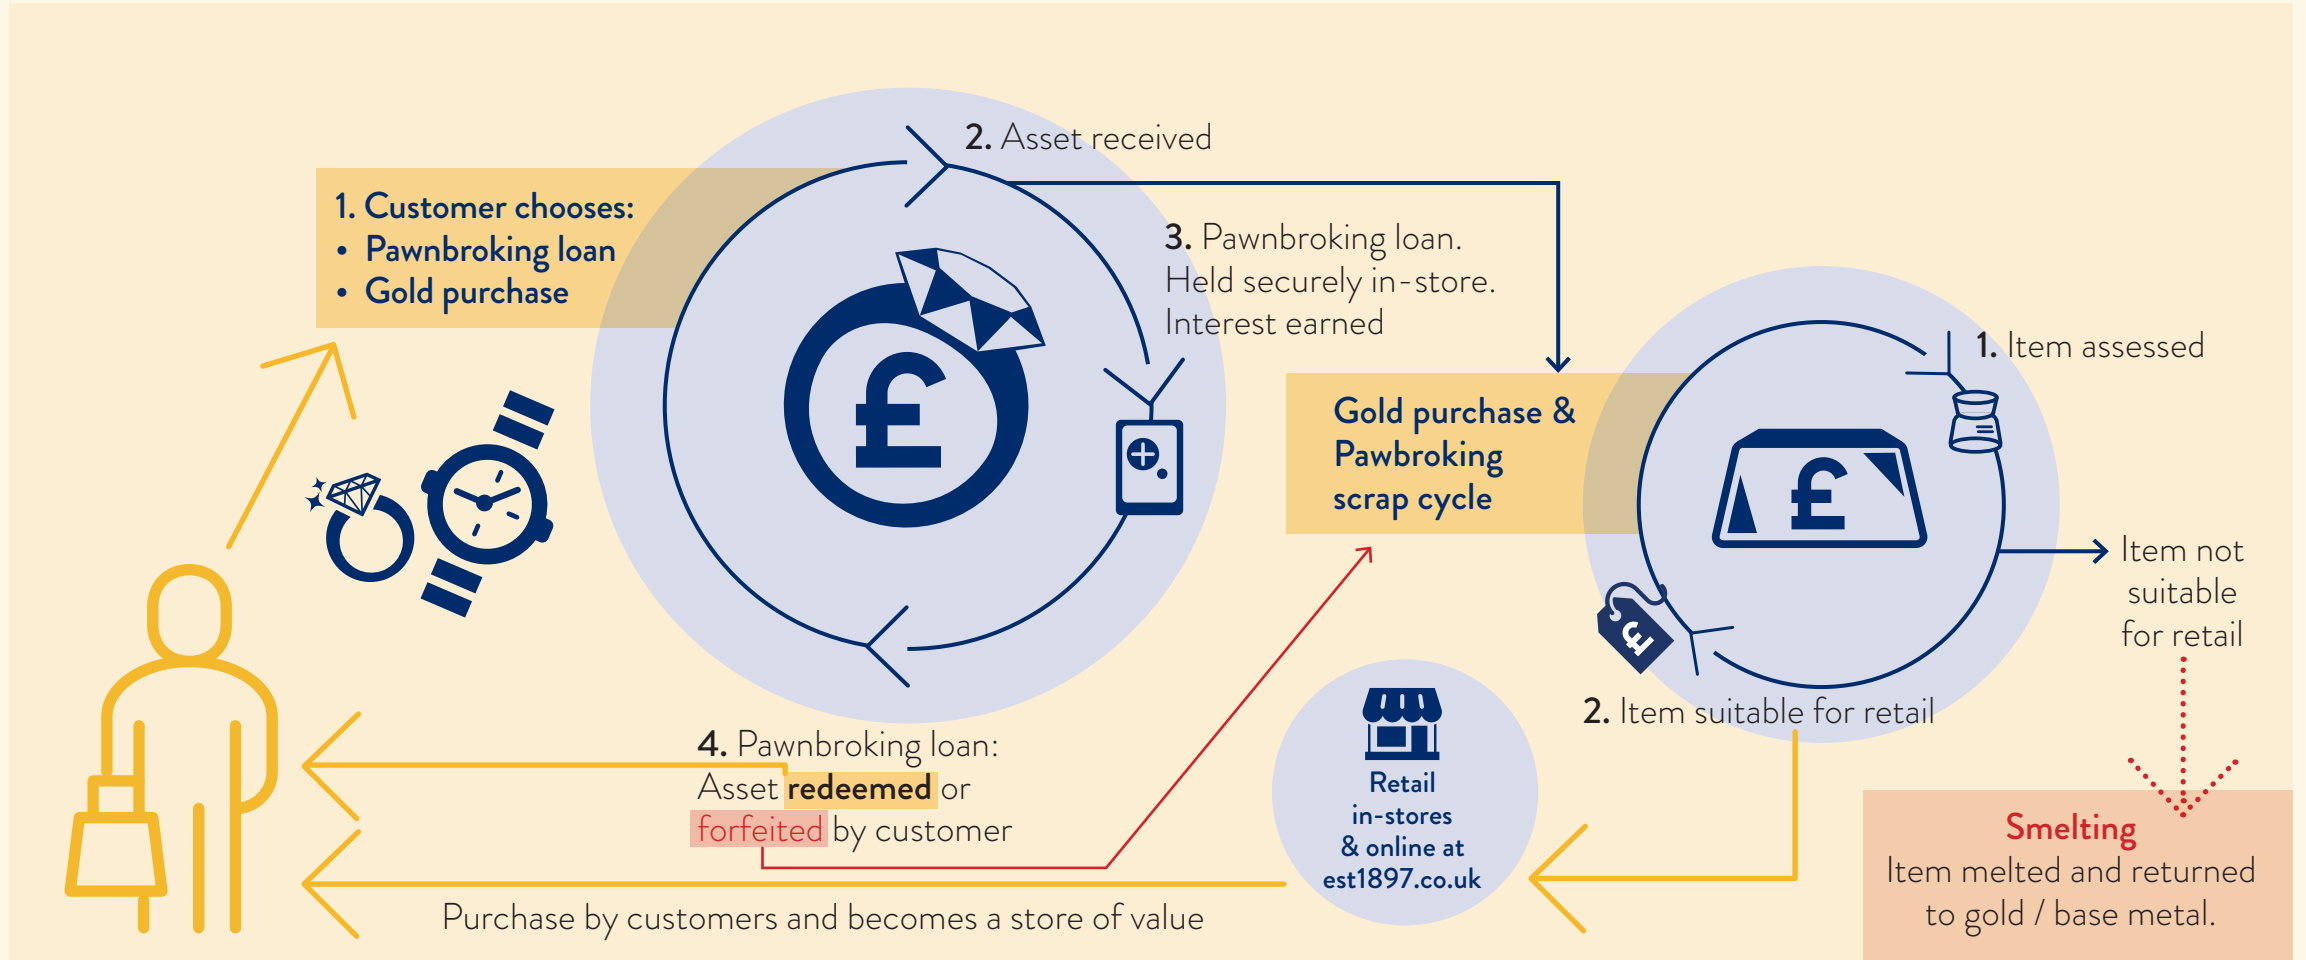 1. Customer chooses:
• Pawnbroking loan
• Gold purchase
2. Asset received
3. Pawnbroking loan.
Held securely in-store.
Interest earned
£
4. Pawnbroking loan:
Asset redeemed or
forfeited by customer
Gold purchase &
Pawbroking
scrap cycle
£
1. Item assessed
Item not
suitable
for retail
£
2. Item suitable for retail
Smelting
Item melted and returned
to gold / base metal.
Retail
in-stores
& online at
est1897.co.uk
Purchase by customers and becomes a store of value